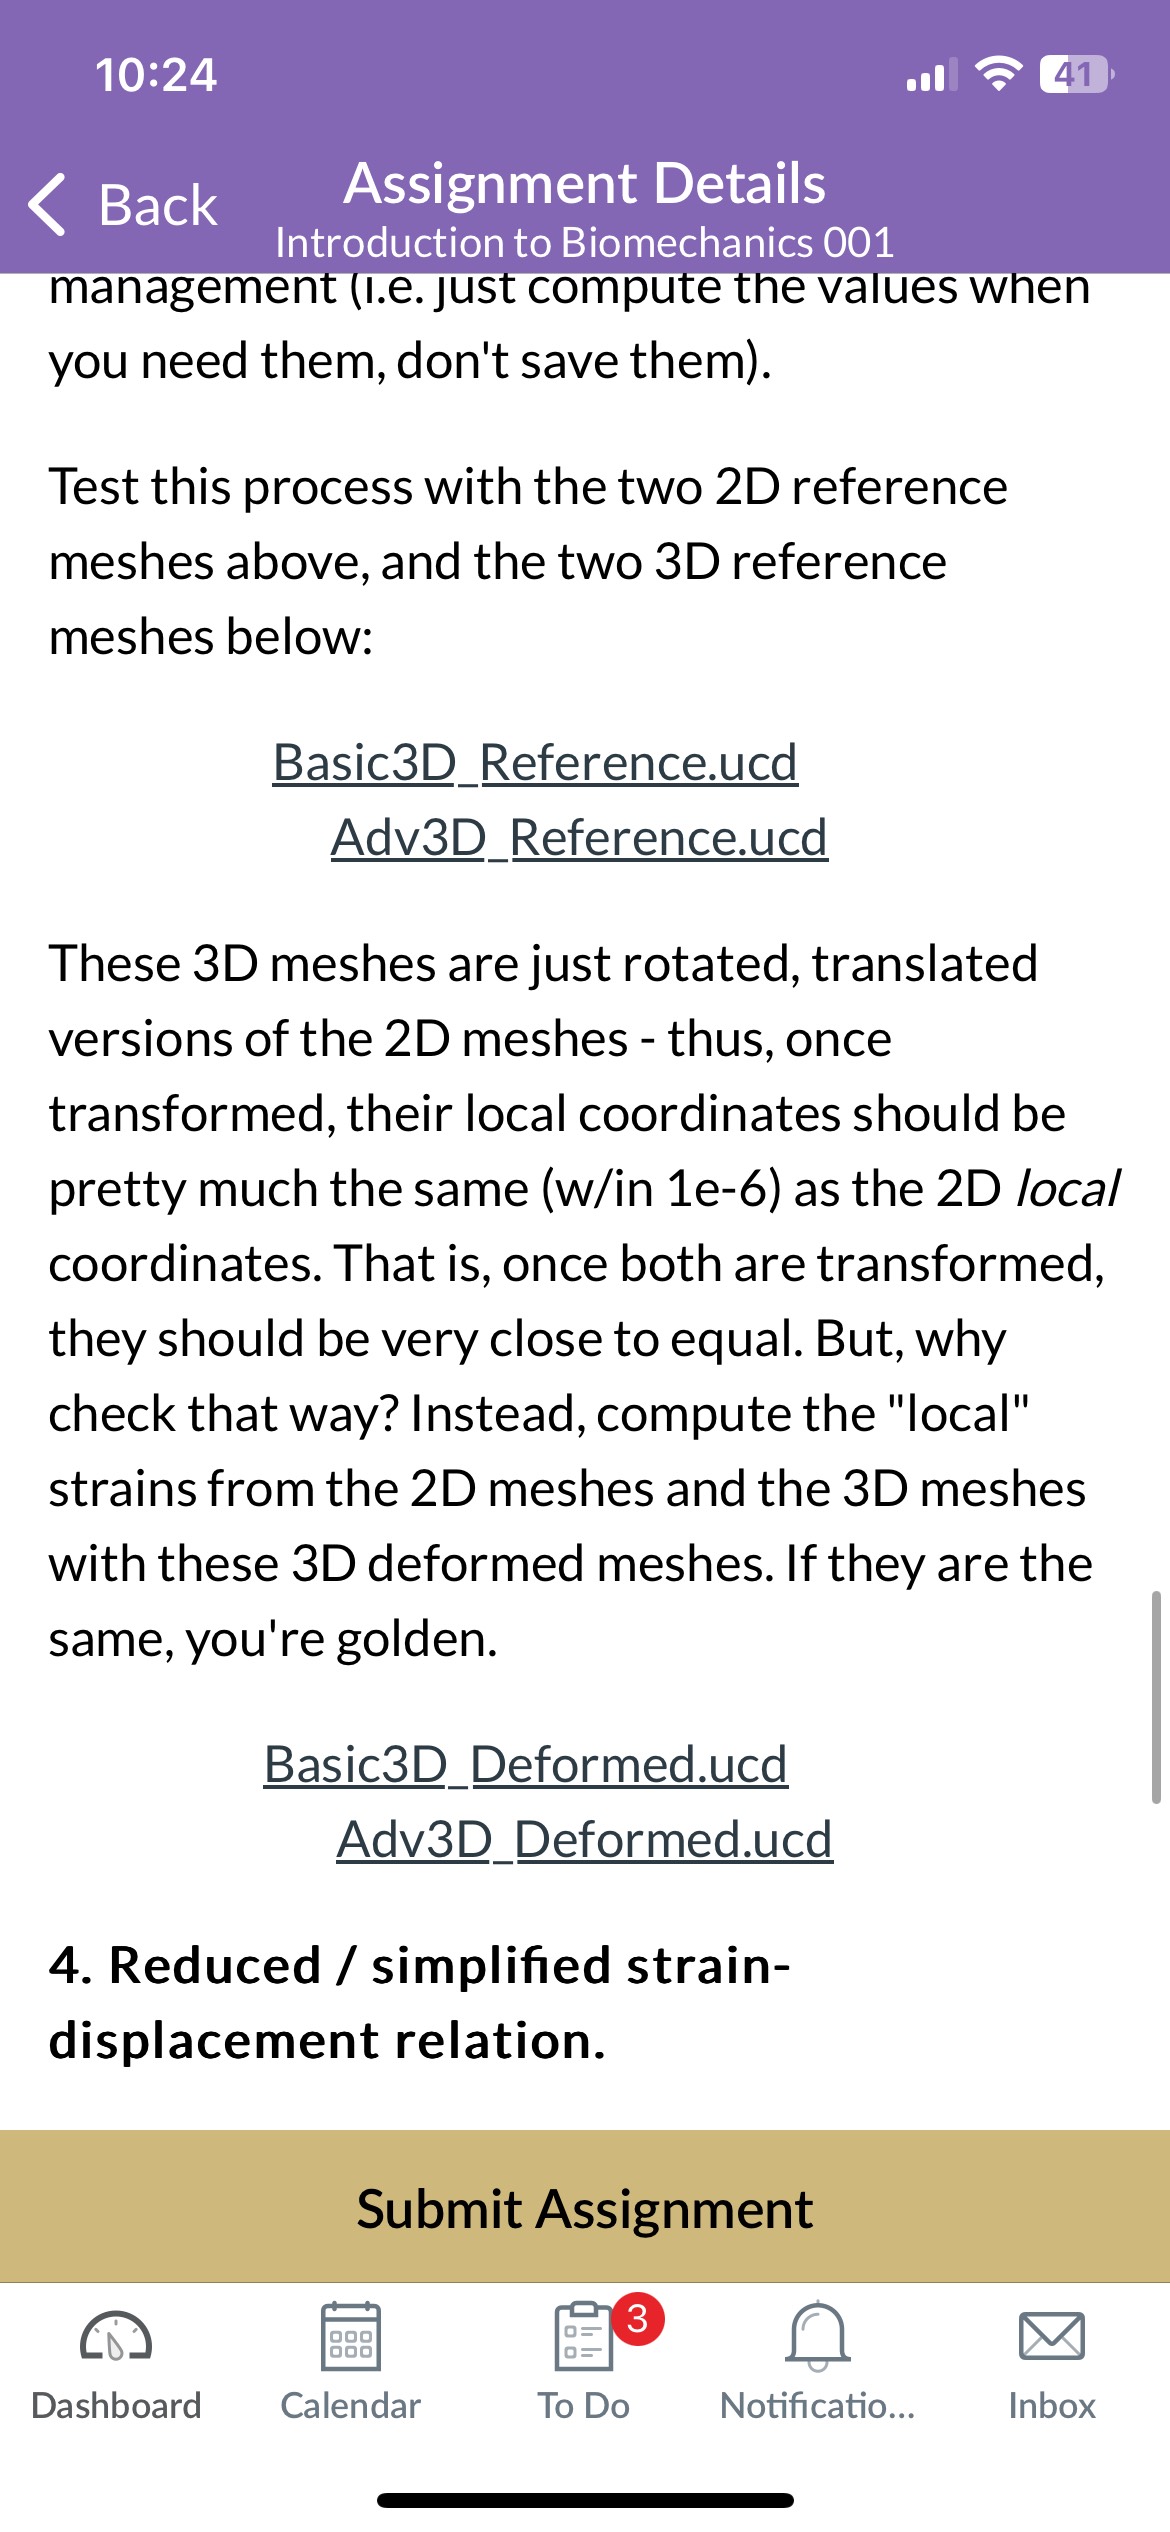 10:24
41
Back
Assignment Details
Introduction to Biomechanics 001
management (i.e. just compute the values when
you need them, don't save them).
Test this process with the two 2D reference
meshes above, and the two 3D reference
meshes below:
Basic3D_Reference.ucd
Adv3D_Reference.ucd
These 3D meshes are just rotated, translated
versions of the 2D meshes - thus, once
transformed, their local coordinates should be
pretty much the same (w/in 1e-6) as the 2D local
coordinates. That is, once both are transformed,
they should be very close to equal. But, why
check that way? Instead, compute the "local"
strains from the 2D meshes and the 3D meshes
with these 3D deformed meshes. If they are the
same, you're golden.
Basic3D_Deformed.ucd
Adv3D_Deformed.ucd
4. Reduced / simplified strain-
displacement relation.
Submit Assignment
3
Dashboard
Calendar
To Do
Notificatio...
Inbox